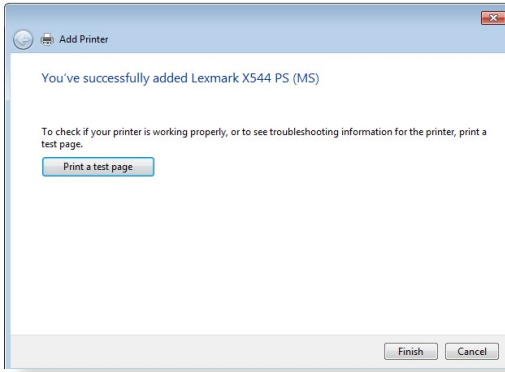 Add Printer
You've successfully added Lexmark X544 PS (MS)
To check if your printer is working properly, or to see troubleshooting information for the printer, print a
test page.
Print a test page
Finish Cancel